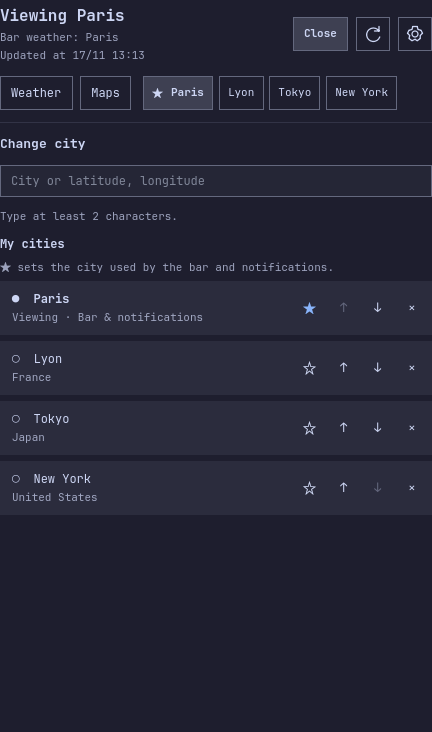 Viewing Paris
Bar weather: Paris
Updated at 17/11 13:13
Close
Weather Maps ★ Paris Lyon Tokyo New York
Change city
City or latitude, longitude
Type at least 2 characters.
My cities
★ sets the city used by the bar and notifications.
● Paris ★ ↑ ↓ ×
Viewing · Bar & notifications
○ Lyon ☆ ↑ ↓ ×
France
○ Tokyo ☆ ↑ ↓ ×
Japan
○ New York ☆ ↑ ↓ ×
United States